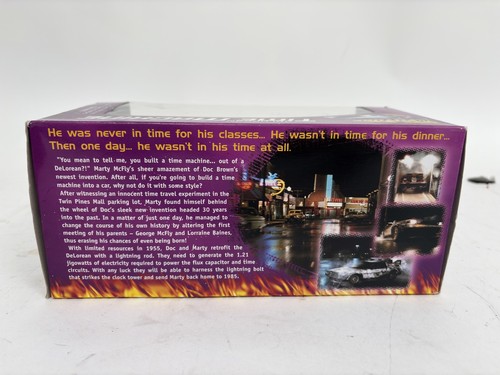 He was never in time for his classes... He wasn't in time for his dinner...
Then one day... he wasn't in his time at all.
"You mean to tell me, you built a time machine... out of a
DeLorean?!" Marty McFly's sheer amazement of Doc Brown's
newest invention. After all, if you're going to build a time
machine into a car, why not do it with some style?
After witnessing an innocent time travel experiment in the
Twin Pines Mall parking lot, Marty found himself behind
the wheel of Doc's sleek new invention headed 30 years
into the past. In a matter of just one day, he managed to
change the course of his own history by altering the first
meeting of his parents - George McFly and Lorraine Baines,
thus erasing his chances of even being born!
With limited resources in 1955, Doc and Marty retrofit the
DeLorean with a lightning rod. They need to generate the 1.21
jigowatts of electricity required to power the flux capacitor and time
circuits. With any luck they will be able to harness the lightning bolt
that strikes the clock tower and send Marty back home to 1985.